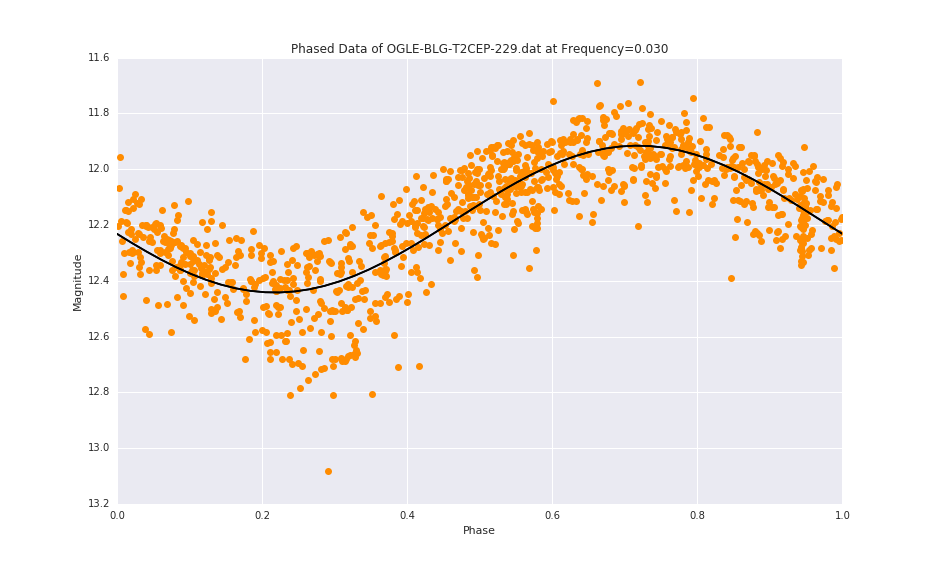 Phased Data of OGLE-BLG-T2CEP-229.dat at Frequency=0.030
11.6
11.8
12.0
12.2
12.4
12.6
12.8
13.0
13.2
Magnitude
0.0 0.2 0.4 0.6 0.8 1.0
Phase